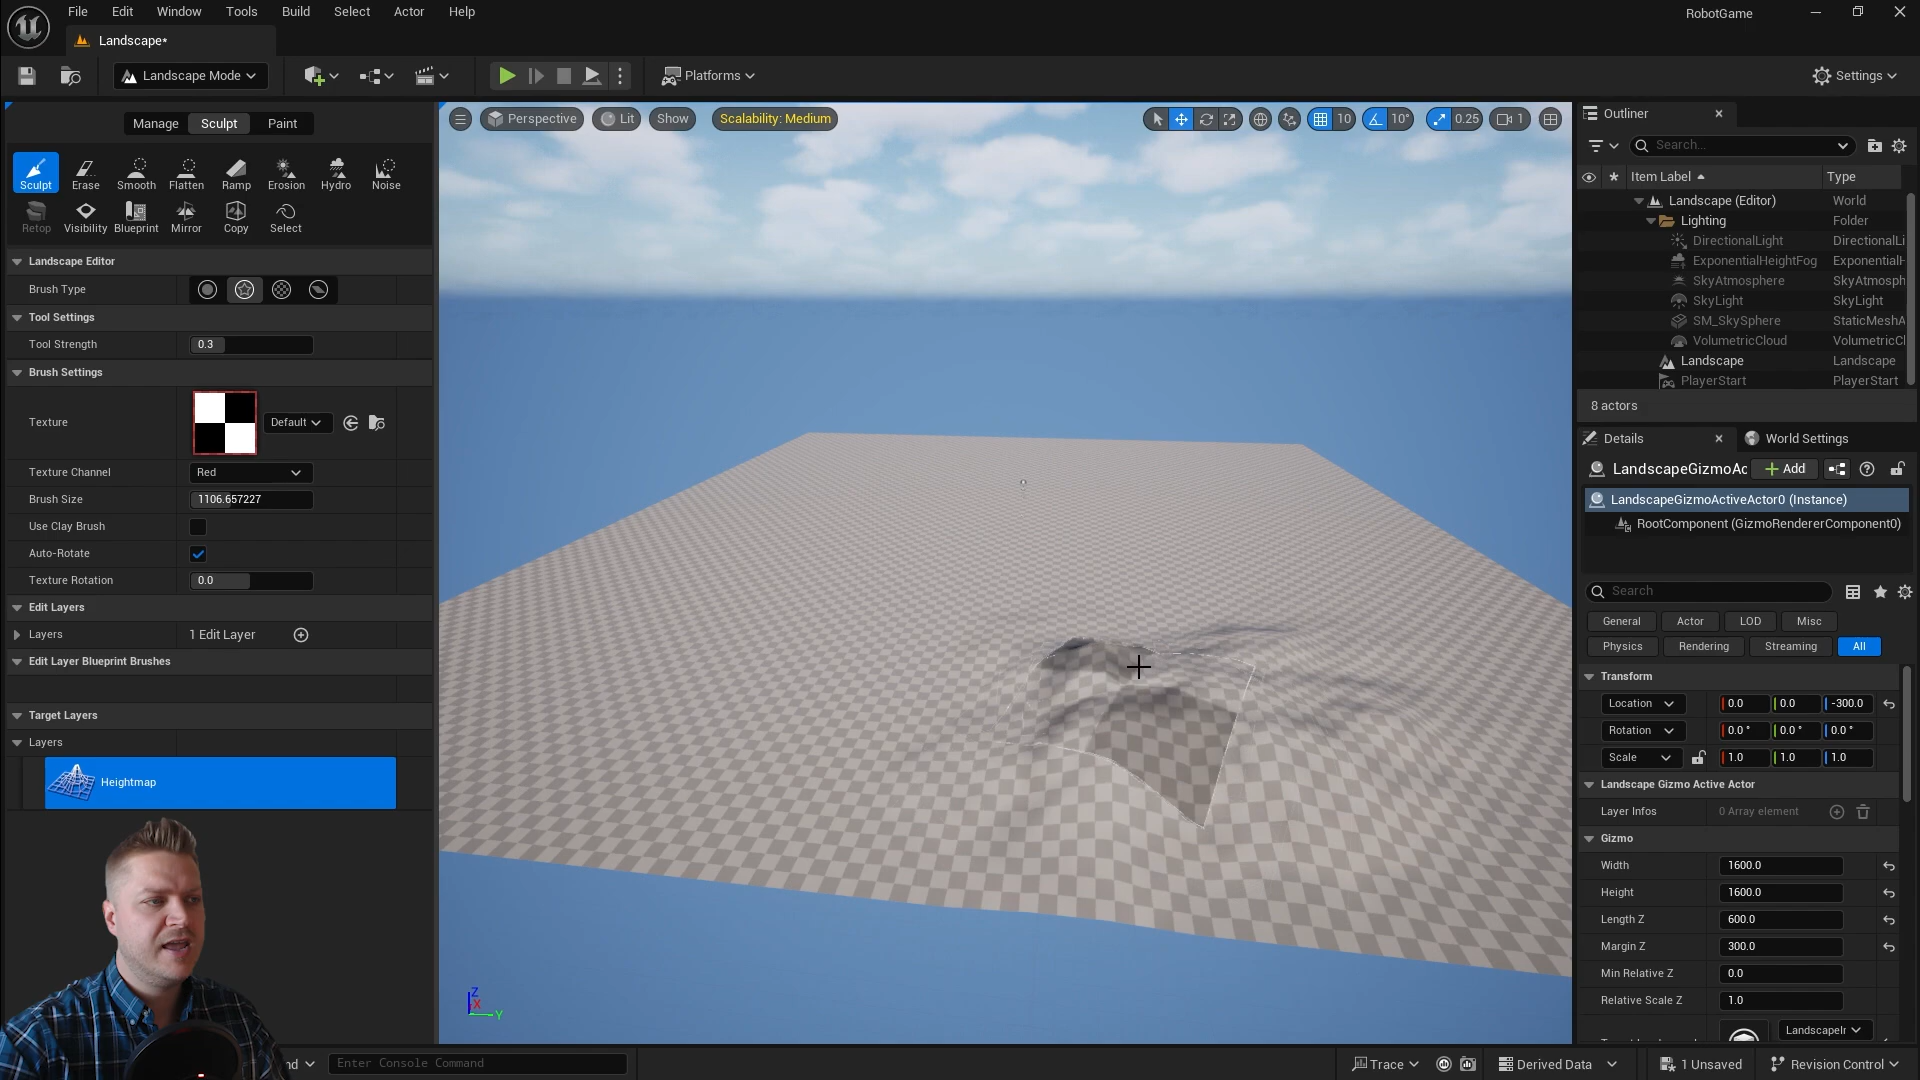 File Edit Window Tools Build Select Actor Help
RobotGame
Landscape*
Landscape Mode
Platforms
Settings
Manage Sculpt Paint
Sculpt Erase Smooth Flatten Ramp Erosion Hydro Noise
Retop Visibility Blueprint Mirror Copy Select
Landscape Editor
Brush Type
Tool Settings
Tool Strength 0.3
Brush Settings
Texture Default
Texture Channel Red
Brush Size 1106.657227
Use Clay Brush
Auto-Rotate
Texture Rotation 0.0
Edit Layers
Layers 1 Edit Layer
Edit Layer Blueprint Brushes
Target Layers
Layers
Heightmap
Perspective Lit Show Scalability: Medium
10 10° 0.25 1
Z
X
Y
Outliner
Search...
Item Label Type
Landscape (Editor) World
Lighting Folder
DirectionalLight DirectionalLi
ExponentialHeightFog ExponentialH
SkyAtmosphere SkyAtmosph
SkyLight SkyLight
SM_SkySphere StaticMeshA
VolumetricCloud VolumetricCl
Landscape Landscape
PlayerStart PlayerStart
8 actors
Details World Settings
LandscapeGizmoAc Add
LandscapeGizmoActiveActor0 (Instance)
RootComponent (GizmoRendererComponent0)
Search
General Actor LOD Misc
Physics Rendering Streaming All
Transform
Location 0.0 0.0 -300.0
Rotation 0.0 ° 0.0 ° 0.0 °
Scale 1.0 1.0 1.0
Landscape Gizmo Active Actor
Layer Infos 0 Array element
Gizmo
Width 1600.0
Height 1600.0
Length Z 600.0
Margin Z 300.0
Min Relative Z 0.0
Relative Scale Z 1.0
LandscapeIr
nd Enter Console Command
Trace Derived Data 1 Unsaved Revision Control